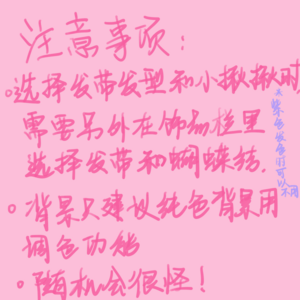 注意事项：
。选择发带发型和小揪揪时
需要另外在饰品栏里
选择发带和蝴蝶结.
*紫色发色们可以不用
。背景只建议纯色背景用
调色功能
。随机会很怪！